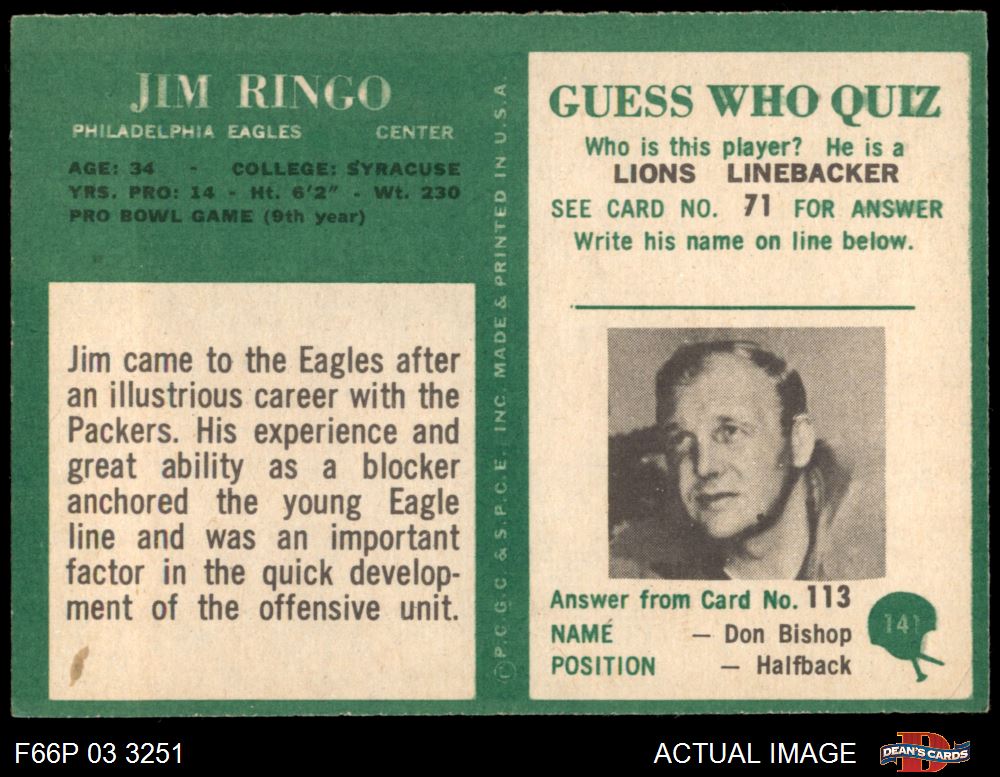 JIM RINGO
PHILADELPHIA EAGLES CENTER
AGE: 34 - COLLEGE: SYRACUSE
YRS. PRO: 14 - Ht. 6'2" - Wt. 230
PRO BOWL GAME (9th year)
Jim came to the Eagles after
an illustrious career with the
Packers. His experience and
great ability as a blocker
anchored the young Eagle
line and was an important
factor in the quick develop-
ment of the offensive unit.
©P.C.G.C. & S.P.C.E., INC. MADE & PRINTED IN U.S.A.
GUESS WHO QUIZ
Who is this player? He is a
LIONS LINEBACKER
SEE CARD NO. 71 FOR ANSWER
Write his name on line below.
Answer from Card No. 113
NAME — Don Bishop
POSITION — Halfback
141
F66P 03 3251
ACTUAL IMAGE
D
DEAN'S CARDS